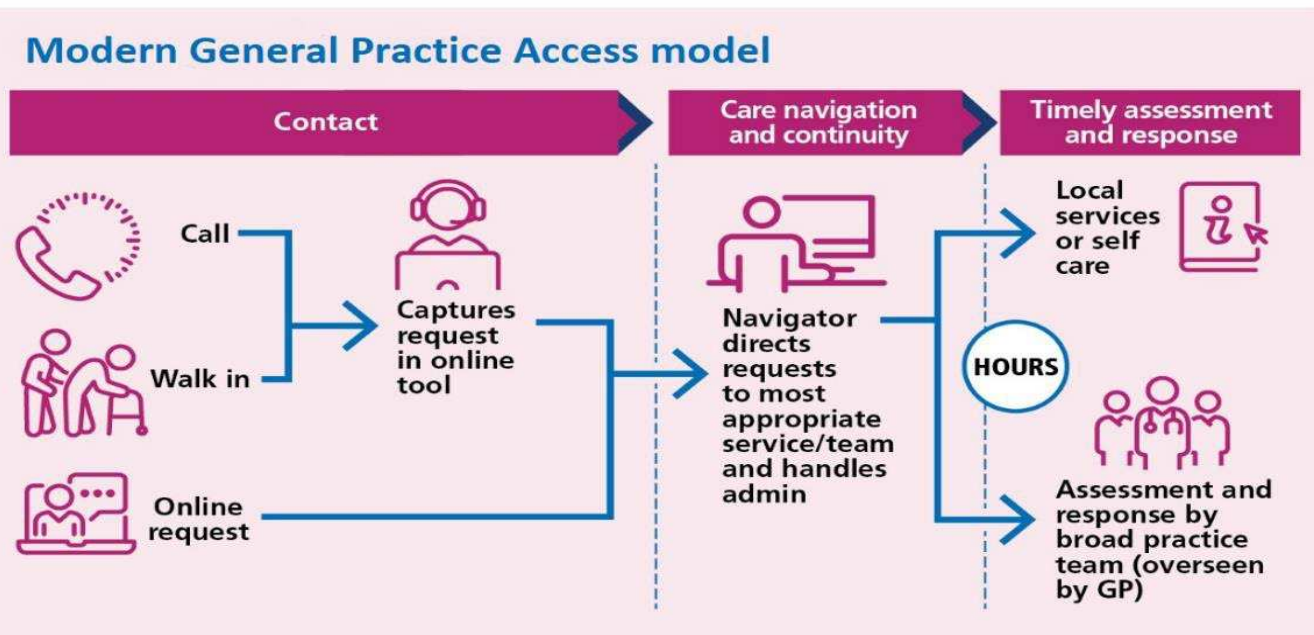 Modern General Practice Access model
Contact
Care navigation
and continuity
Timely assessment
and response
Call
Walk in
Online
request
Captures
request
in online
tool
Navigator
directs
requests
to most
appropriate
service/team
and handles
admin
Local
services
or self
care
i
HOURS
Assessment and
response by
broad practice
team (overseen
by GP)